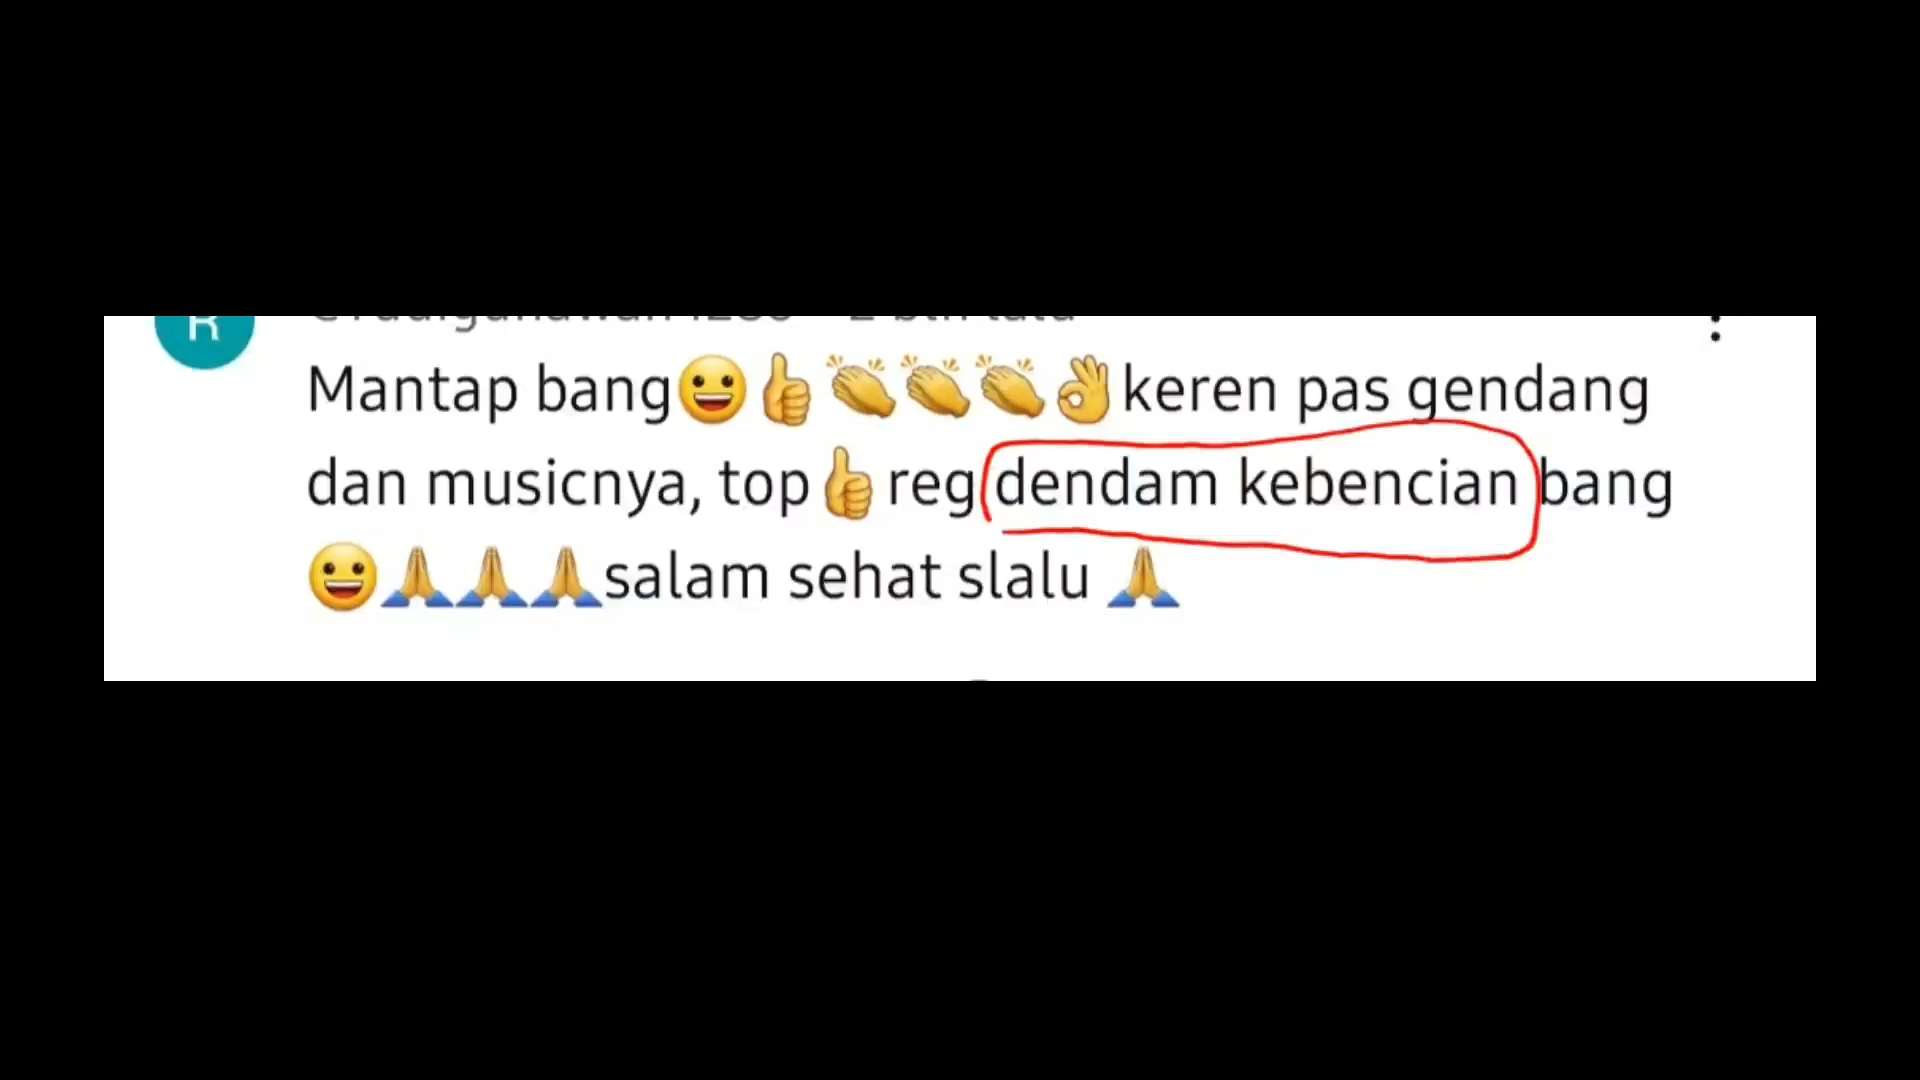 R
Mantap bang😀👍👏👏👏👌keren pas gendang
dan musicnya, top👍reg dendam kebencian bang
😀🙏🙏🙏salam sehat slalu 🙏